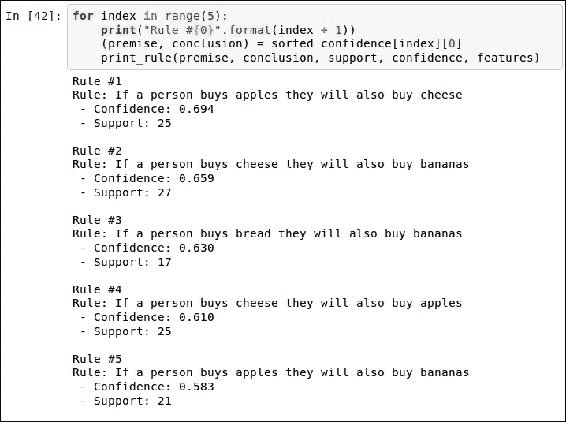 In [42]: for index in range(5):
print("Rule #{0}".format(index + 1))
(premise, conclusion) = sorted confidence[index][0]
print_rule(premise, conclusion, support, confidence, features)
Rule #1
Rule: If a person buys apples they will also buy cheese
- Confidence: 0.694
- Support: 25
Rule #2
Rule: If a person buys cheese they will also buy bananas
- Confidence: 0.659
- Support: 27
Rule #3
Rule: If a person buys bread they will also buy bananas
- Confidence: 0.630
- Support: 17
Rule #4
Rule: If a person buys cheese they will also buy apples
- Confidence: 0.610
- Support: 25
Rule #5
Rule: If a person buys apples they will also buy bananas
- Confidence: 0.583
- Support: 21